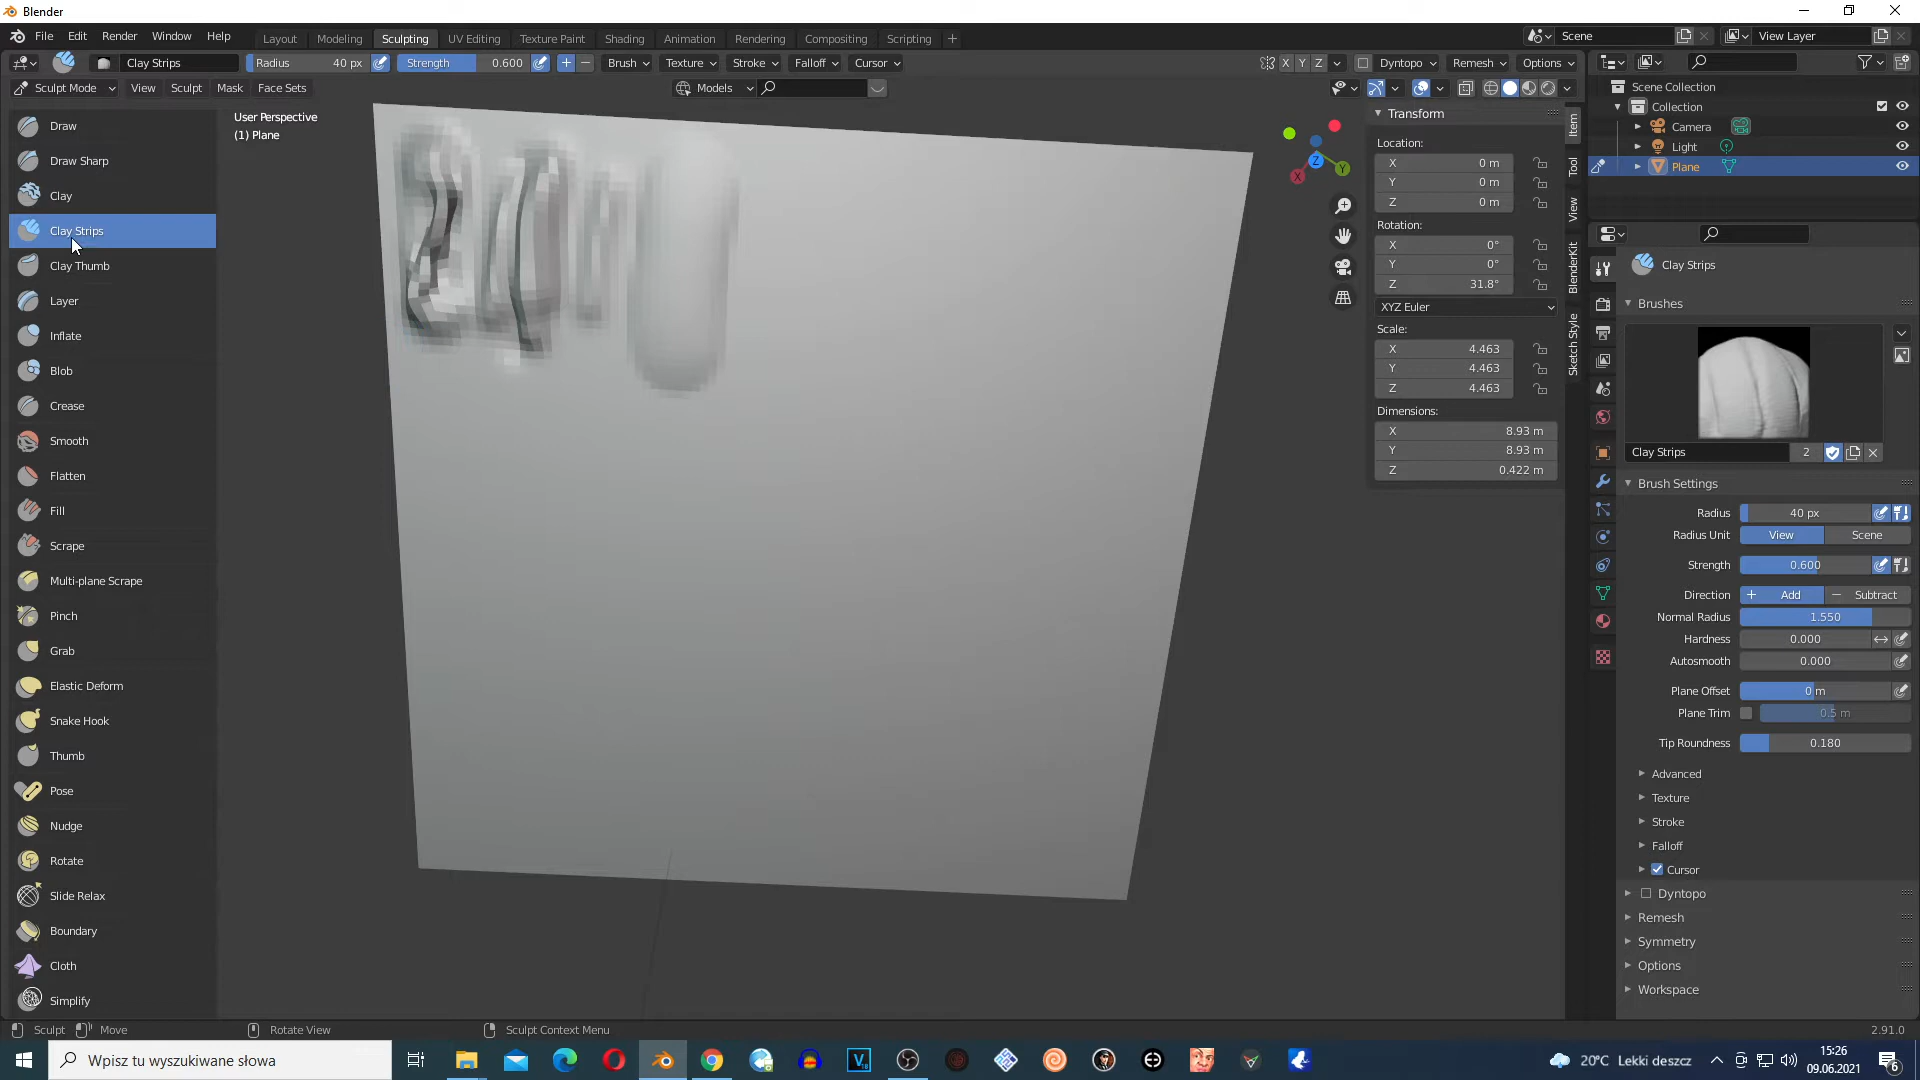 Blender
File Edit Render Window Help
Layout Modeling Sculpting UV Editing Texture Paint Shading Animation Rendering Compositing Scripting +
Scene View Layer
Clay Strips Radius 40 px Strength 0.600 + − Brush Texture Stroke Falloff Cursor X Y Z Dyntopo Remesh Options
Sculpt Mode View Sculpt Mask Face Sets Models
User Perspective
(1) Plane
Draw
Draw Sharp
Clay
Clay Strips
Clay Thumb
Layer
Inflate
Blob
Crease
Smooth
Flatten
Fill
Scrape
Multi-plane Scrape
Pinch
Grab
Elastic Deform
Snake Hook
Thumb
Pose
Nudge
Rotate
Slide Relax
Boundary
Cloth
Simplify
X Y Z
Transform
Location:
X 0 m
Y 0 m
Z 0 m
Rotation:
X 0°
Y 0°
Z 31.8°
XYZ Euler
Scale:
X 4.463
Y 4.463
Z 4.463
Dimensions:
X 8.93 m
Y 8.93 m
Z 0.422 m
Item
Tool
View
BlenderKit
Sketch Style
Scene Collection
Collection
Camera
Light
Plane
Clay Strips
Brushes
Clay Strips 2
Brush Settings
Radius 40 px
Radius Unit View Scene
Strength 0.600
Direction + Add − Subtract
Normal Radius 1.550
Hardness 0.000
Autosmooth 0.000
Plane Offset 0 m
Plane Trim 0.5 m
Tip Roundness 0.180
Advanced
Texture
Stroke
Falloff
Cursor
Dyntopo
Remesh
Symmetry
Options
Workspace
Sculpt Move Rotate View Sculpt Context Menu 2.91.0
Wpisz tu wyszukiwane słowa
20°C Lekki deszcz
15:26
09.06.2021
6